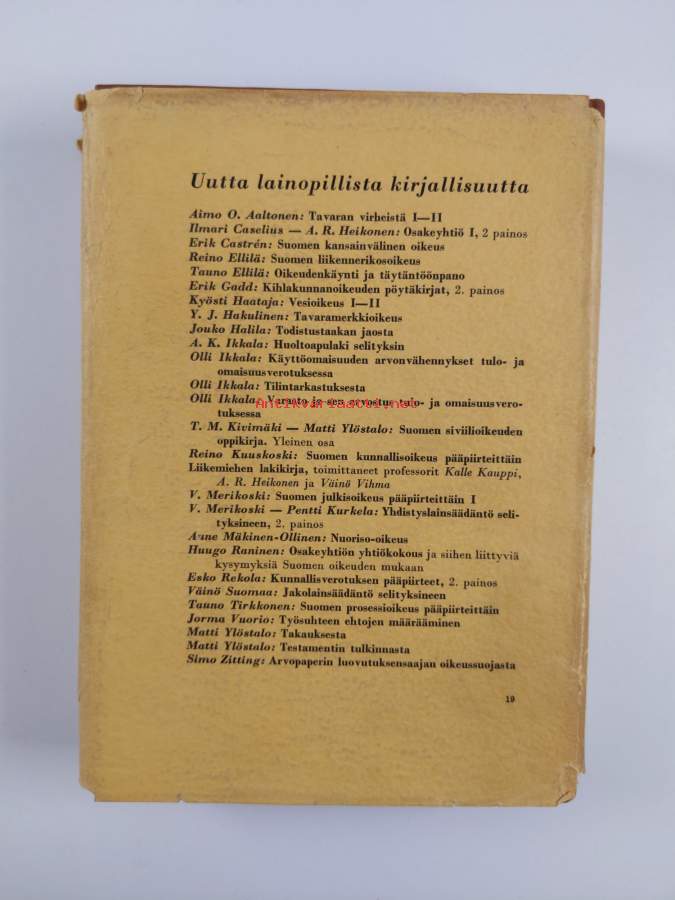 Uutta lainopillista kirjallisuutta
Aimo O. Aaltonen: Tavaran virheistä I—II
Ilmari Caselius — A. R. Heikonen: Osakeyhtiö I, 2 painos
Erik Castrén: Suomen kansainvälinen oikeus
Reino Ellilä: Suomen liikennerikosoikeus
Tauno Ellilä: Oikeudenkäynti ja täytäntöönpano
Erik Gadd: Kihlakunnanoikeuden pöytäkirjat, 2. painos
Kyösti Haataja: Vesioikeus I—II
Y. J. Hakulinen: Tavaramerkkioikeus
Jouko Halila: Todistustaakan jaosta
A. K. Ikkala: Huoltoapulaki selityksin
Olli Ikkala: Käyttöomaisuuden arvonvähennykset tulo- ja
omaisuusverotuksessa
Olli Ikkala: Tilintarkastuksesta
Olli Ikkala: Varasto ja sen arvostus tulo- ja omaisuusvero-
tuksessa
Antikvariaatti.net
T. M. Kivimäki — Matti Ylöstalo: Suomen siviilioikeuden
oppikirja. Yleinen osa
Reino Kuuskoski: Suomen kunnallisoikeus pääpiirteittäin
Liikemiehen lakikirja, toimittaneet professorit Kalle Kauppi,
A. R. Heikonen ja Väinö Vihma
V. Merikoski: Suomen julkisoikeus pääpiirteittäin I
V. Merikoski — Pentti Kurkela: Yhdistyslainsäädäntö seli-
tyksineen, 2. painos
Aune Mäkinen-Ollinen: Nuoriso-oikeus
Huugo Raninen: Osakeyhtiön yhtiökokous ja siihen liittyviä
kysymyksiä Suomen oikeuden mukaan
Esko Rekola: Kunnallisverotuksen pääpiirteet, 2. painos
Väinö Suomaa: Jakolainsäädäntö selityksineen
Tauno Tirkkonen: Suomen prosessioikeus pääpiirteittäin
Jorma Vuorio: Työsuhteen ehtojen määrääminen
Matti Ylöstalo: Takauksesta
Matti Ylöstalo: Testamentin tulkinnasta
Simo Zitting: Arvopaperin luovutuksensaajan oikeussuojasta
19